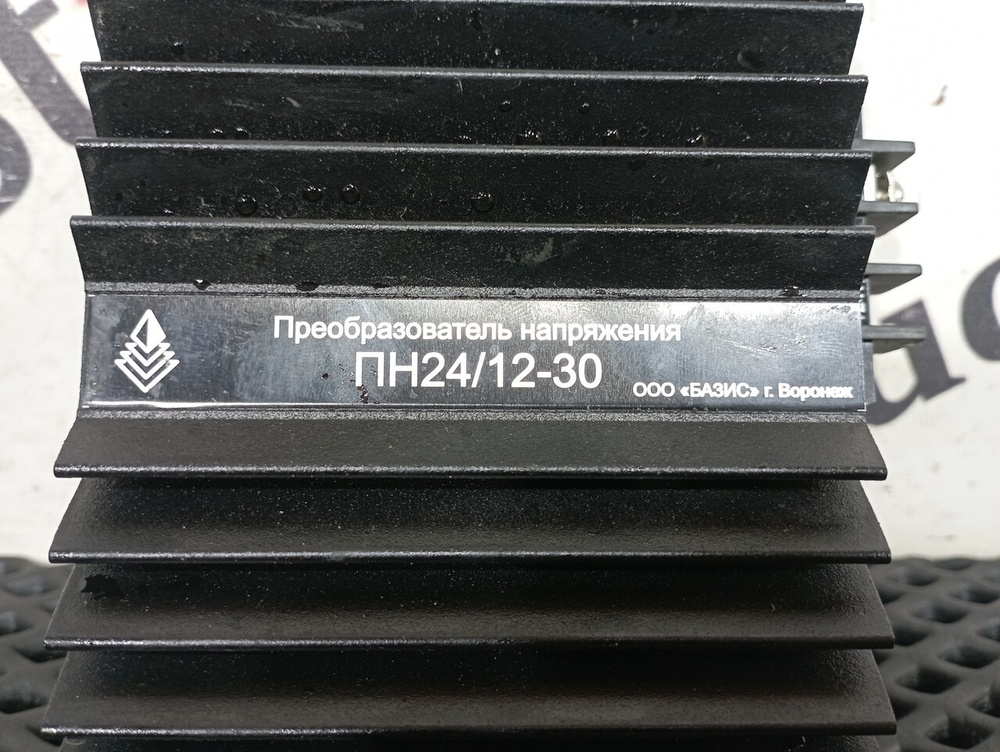 Преобразователь напряжения
ПН24/12-30
ООО «БАЗИС» г. Воронеж